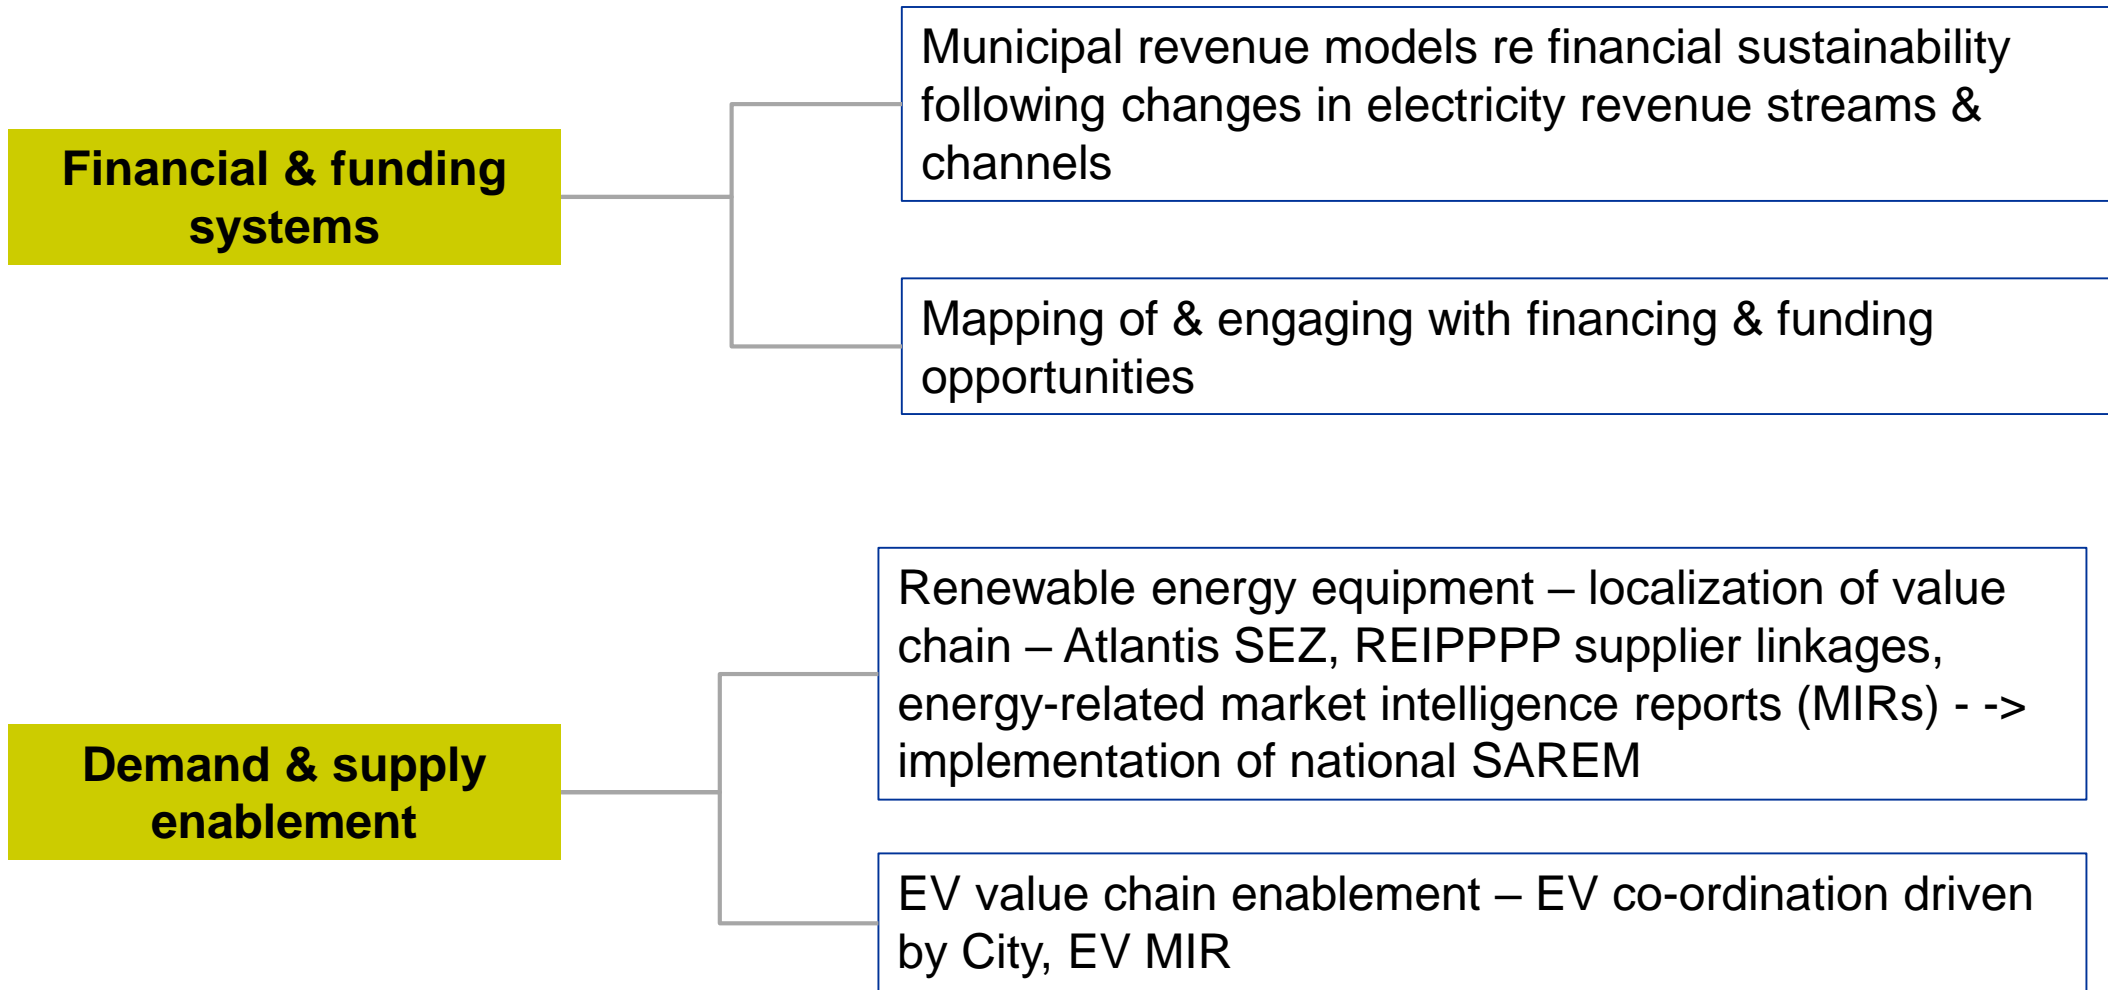 Financial & funding
systems
Municipal revenue models re financial sustainability
following changes in electricity revenue streams &
channels
Mapping of & engaging with financing & funding
opportunities
Demand & supply
enablement
Renewable energy equipment – localization of value
chain – Atlantis SEZ, REIPPPP supplier linkages,
energy-related market intelligence reports (MIRs) - ->
implementation of national SAREM
EV value chain enablement – EV co-ordination driven
by City, EV MIR